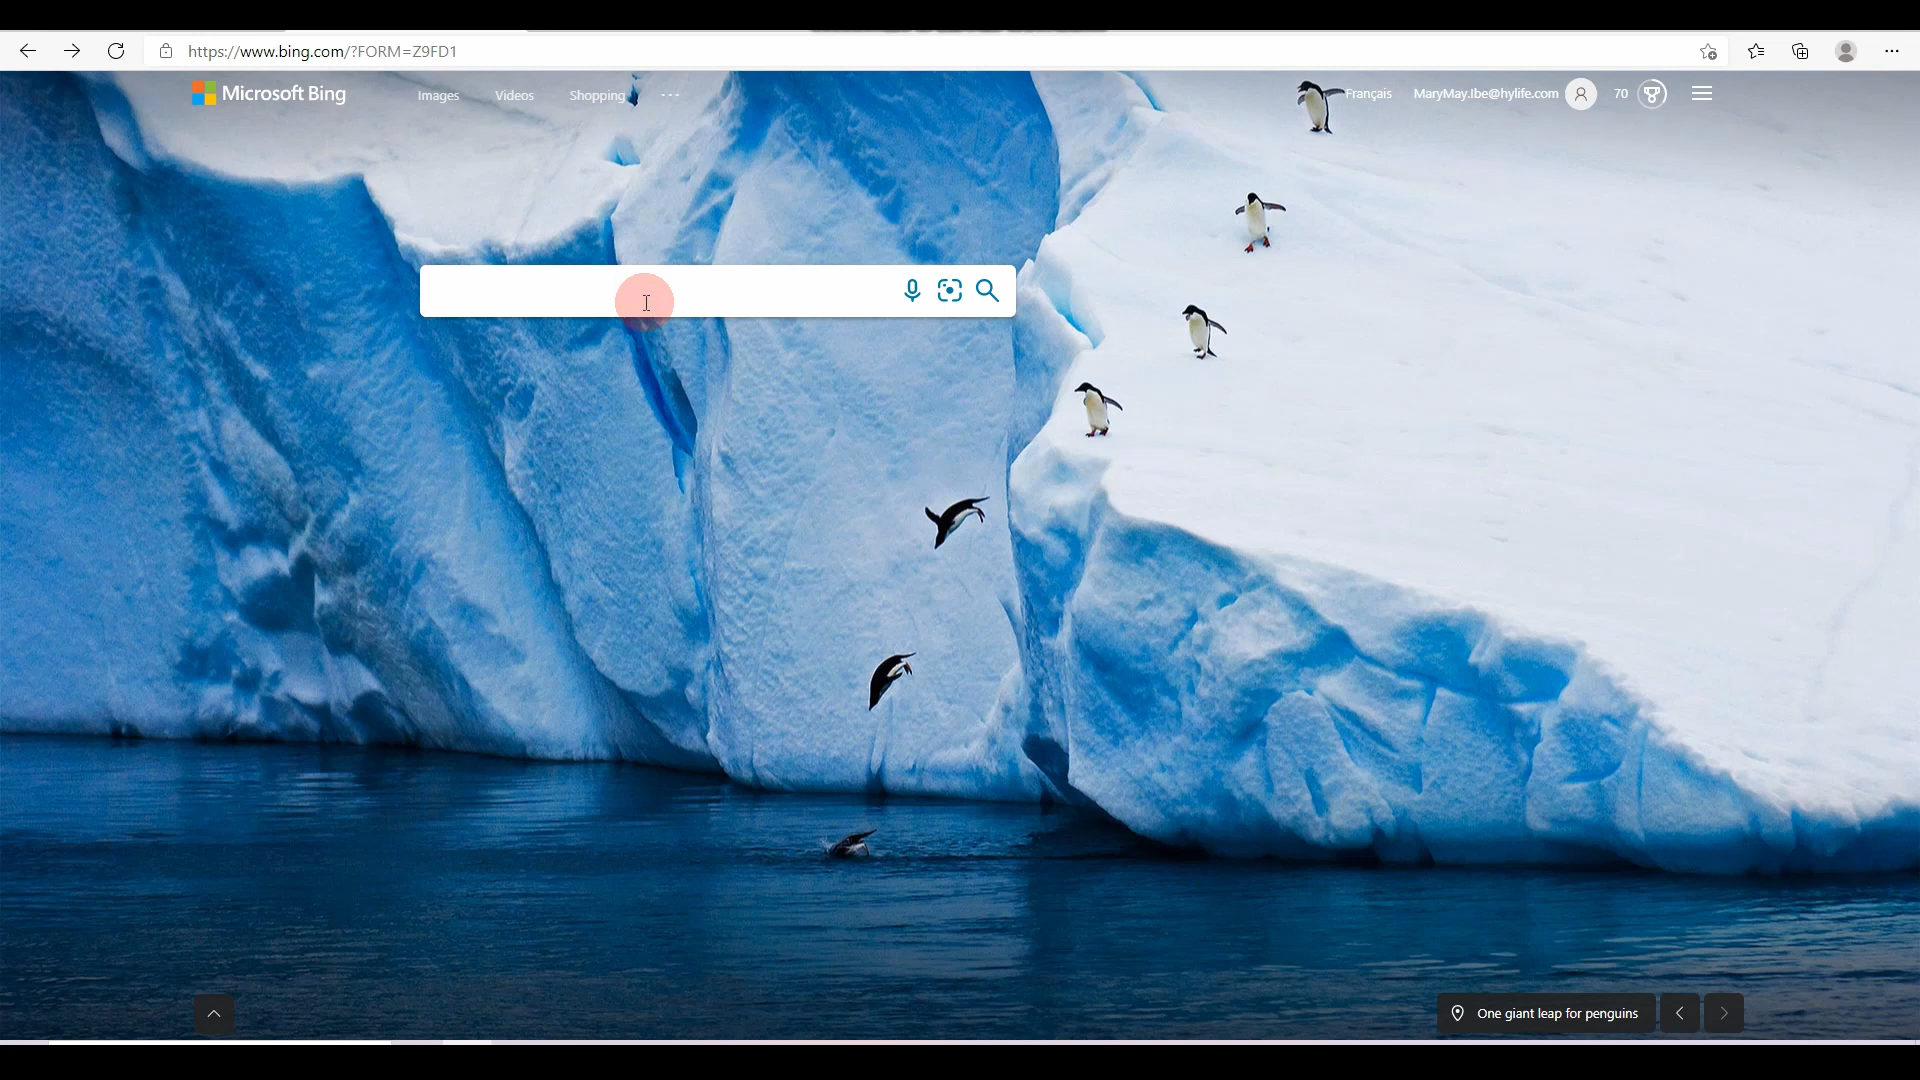 https://www.bing.com/?FORM=Z9FD1
Microsoft Bing
Images
Videos
Shopping
Français
MaryMay.Ibe@hylife.com
70
One giant leap for penguins